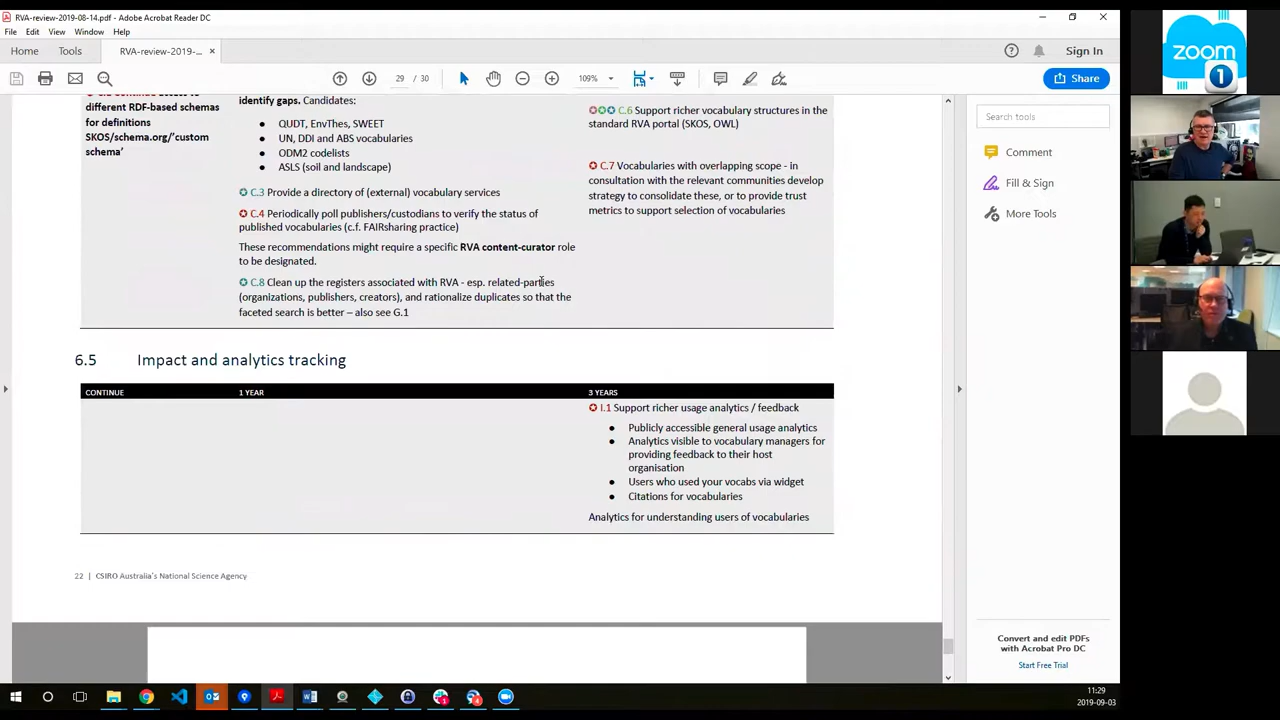 RVA-review-2019-08-14.pdf - Adobe Acrobat Reader DC
File Edit View Window Help
Home Tools RVA-review-2019-... × Sign In
29 / 30 109% Share
different RDF-based schemas
for definitions
SKOS/schema.org/'custom
schema'
identify gaps. Candidates:
• QUDT, EnvThes, SWEET
• UN, DDI and ABS vocabularies
• ODM2 codelists
• ASLS (soil and landscape)
C.3 Provide a directory of (external) vocabulary services
C.4 Periodically poll publishers/custodians to verify the status of
published vocabularies (c.f. FAIRsharing practice)
These recommendations might require a specific RVA content-curator role
to be designated.
C.8 Clean up the registers associated with RVA - esp. related-parties
(organizations, publishers, creators), and rationalize duplicates so that the
faceted search is better – also see G.1
C.6 Support richer vocabulary structures in the
standard RVA portal (SKOS, OWL)
C.7 Vocabularies with overlapping scope - in
consultation with the relevant communities develop
strategy to consolidate these, or to provide trust
metrics to support selection of vocabularies
6.5 Impact and analytics tracking
CONTINUE 1 YEAR 3 YEARS
I.1 Support richer usage analytics / feedback
• Publicly accessible general usage analytics
• Analytics visible to vocabulary managers for
providing feedback to their host
organisation
• Users who used your vocabs via widget
• Citations for vocabularies
Analytics for understanding users of vocabularies
22 | CSIRO Australia's National Science Agency
Search tools
Comment
Fill & Sign
More Tools
Convert and edit PDFs
with Acrobat Pro DC
Start Free Trial
zoom
1
11:29
2019-09-03